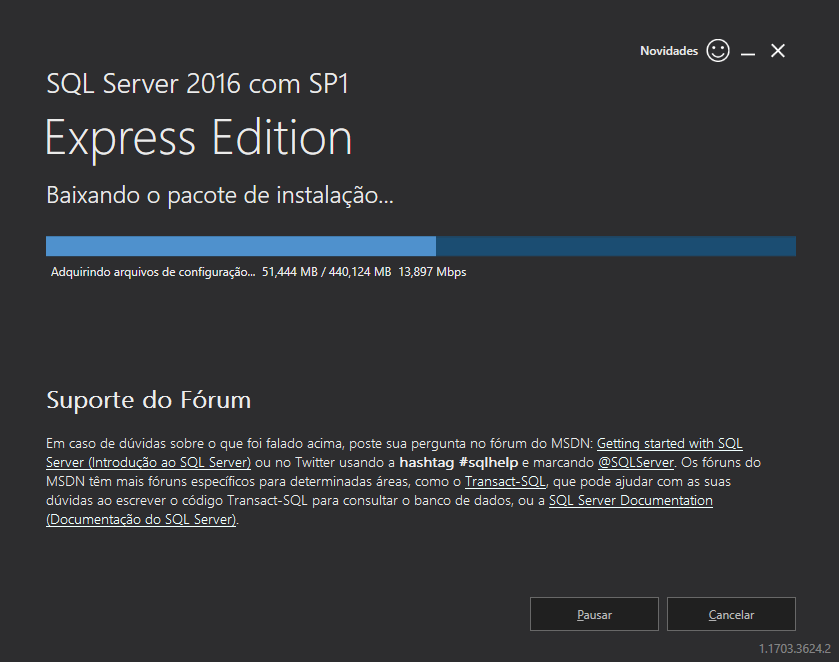 Novidades
SQL Server 2016 com SP1
Express Edition
Baixando o pacote de instalação...
Adquirindo arquivos de configuração... 51,444 MB / 440,124 MB 13,897 Mbps
Suporte do Fórum
Em caso de dúvidas sobre o que foi falado acima, poste sua pergunta no fórum do MSDN: Getting started with SQL
Server (Introdução ao SQL Server) ou no Twitter usando a hashtag #sqlhelp e marcando @SQLServer. Os fóruns do
MSDN têm mais fóruns específicos para determinadas áreas, como o Transact-SQL, que pode ajudar com as suas
dúvidas ao escrever o código Transact-SQL para consultar o banco de dados, ou a SQL Server Documentation
(Documentação do SQL Server).
Pausar Cancelar
1.1703.3624.2